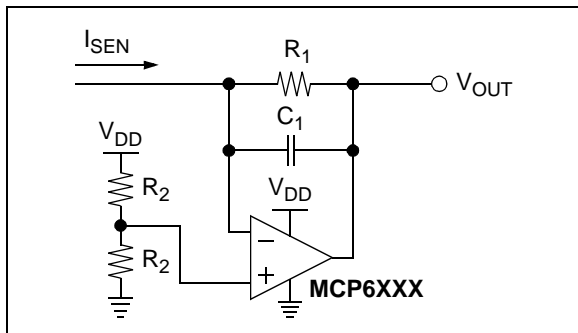 I_SEN
R_1
V_OUT
C_1
V_DD
V_DD
R_2
R_2
−
+
MCP6XXX